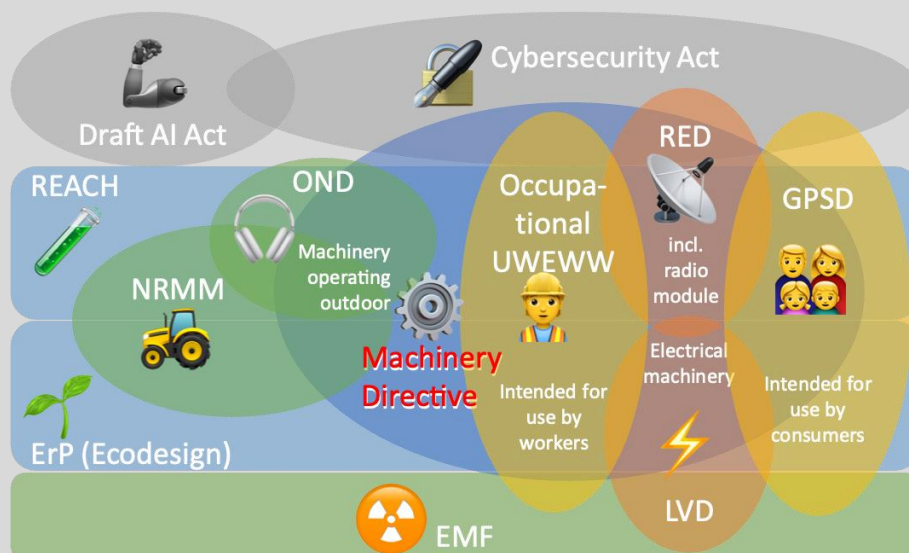 Cybersecurity Act
Draft AI Act
RED
REACH
OND
Occupa-
tional
UWEWW
GPSD
Machinery
operating
outdoor
incl.
radio
module
NRMM
Machinery
Directive
Electrical
machinery
Intended for
use by
workers
Intended for
use by
consumers
ErP (Ecodesign)
LVD
EMF